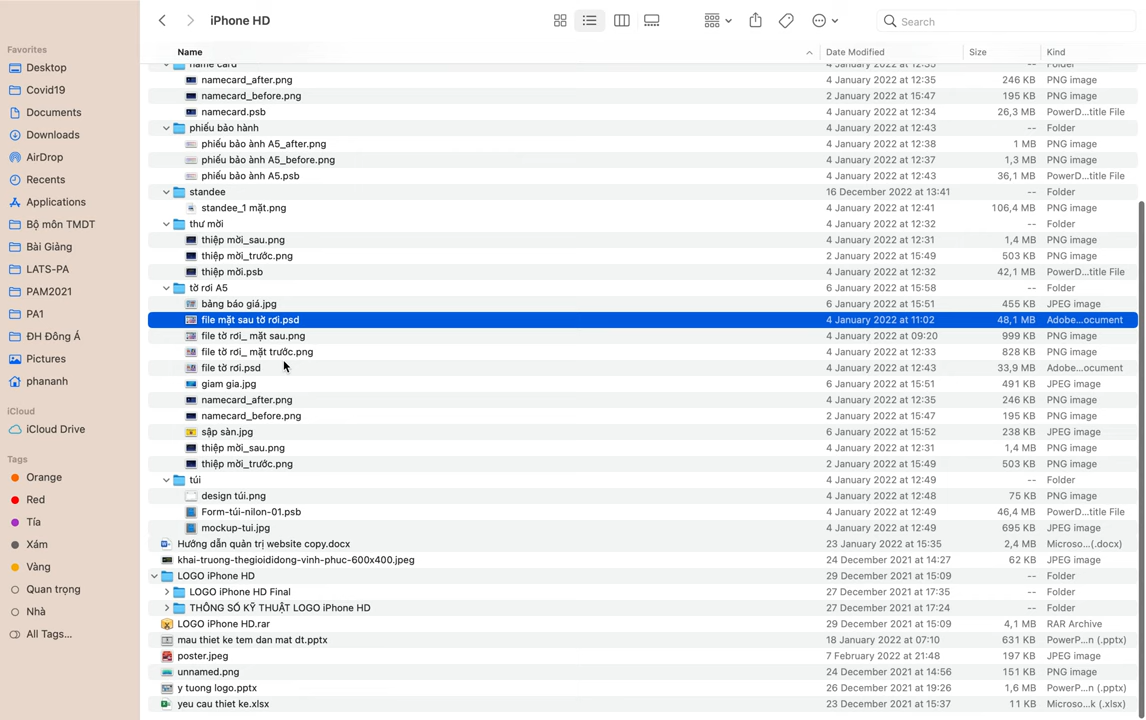 iPhone HD
Search
Favorites
Desktop
Covid19
Documents
Downloads
AirDrop
Recents
Applications
Bộ môn TMDT
Bài Giảng
LATS-PA
PAM2021
PA1
ĐH Đông Á
Pictures
phananh
iCloud
iCloud Drive
Tags
Orange
Red
Tía
Xám
Vàng
Quan trọng
Nhà
All Tags...
Name Date Modified Size Kind
name card 4 January 2022 at 12:35 -- Folder
namecard_after.png 4 January 2022 at 12:35 246 KB PNG image
namecard_before.png 2 January 2022 at 15:47 195 KB PNG image
namecard.psb 4 January 2022 at 12:34 26,3 MB PowerD...title File
phiếu bảo hành 4 January 2022 at 12:43 -- Folder
phiếu bảo ành A5_after.png 4 January 2022 at 12:38 1 MB PNG image
phiếu bảo ành A5_before.png 4 January 2022 at 12:37 1,3 MB PNG image
phiếu bảo ành A5.psb 4 January 2022 at 12:43 36,1 MB PowerD...title File
standee 16 December 2022 at 13:41 -- Folder
standee_1 mặt.png 4 January 2022 at 12:41 106,4 MB PNG image
thư mời 4 January 2022 at 12:32 -- Folder
thiệp mời_sau.png 4 January 2022 at 12:31 1,4 MB PNG image
thiệp mời_trước.png 2 January 2022 at 15:49 503 KB PNG image
thiệp mời.psb 4 January 2022 at 12:32 42,1 MB PowerD...title File
tờ rơi A5 6 January 2022 at 15:58 -- Folder
bảng báo giá.jpg 6 January 2022 at 15:51 455 KB JPEG image
file mặt sau tờ rơi.psd 4 January 2022 at 11:02 48,1 MB Adobe...ocument
file tờ rơi_ mặt sau.png 4 January 2022 at 09:20 999 KB PNG image
file tờ rơi_ mặt trước.png 4 January 2022 at 12:33 828 KB PNG image
file tờ rơi.psd 4 January 2022 at 12:43 33,9 MB Adobe...ocument
giam gia.jpg 6 January 2022 at 15:51 491 KB JPEG image
namecard_after.png 4 January 2022 at 12:35 246 KB PNG image
namecard_before.png 2 January 2022 at 15:47 195 KB PNG image
sập sàn.jpg 6 January 2022 at 15:52 238 KB JPEG image
thiệp mời_sau.png 4 January 2022 at 12:31 1,4 MB PNG image
thiệp mời_trước.png 2 January 2022 at 15:49 503 KB PNG image
túi 4 January 2022 at 12:49 -- Folder
design túi.png 4 January 2022 at 12:48 75 KB PNG image
Form-túi-nilon-01.psb 4 January 2022 at 12:49 46,4 MB PowerD...title File
mockup-tui.jpg 4 January 2022 at 12:49 695 KB JPEG image
Hướng dẫn quản trị website copy.docx 23 January 2022 at 15:35 2,4 MB Microso...(.docx)
khai-truong-thegioididong-vinh-phuc-600x400.jpeg 24 December 2021 at 14:27 62 KB JPEG image
LOGO iPhone HD 29 December 2021 at 15:09 -- Folder
LOGO iPhone HD Final 27 December 2021 at 17:35 -- Folder
THÔNG SỐ KỸ THUẬT LOGO iPhone HD 27 December 2021 at 17:24 -- Folder
LOGO iPhone HD.rar 29 December 2021 at 15:09 4,1 MB RAR Archive
mau thiet ke tem dan mat dt.pptx 18 January 2022 at 07:10 631 KB PowerP...n (.pptx)
poster.jpeg 7 February 2022 at 21:48 197 KB JPEG image
unnamed.png 24 December 2021 at 14:56 151 KB PNG image
y tuong logo.pptx 26 December 2021 at 19:26 1,6 MB PowerP...n (.pptx)
yeu cau thiet ke.xlsx 23 December 2021 at 15:37 11 KB Microso...k (.xlsx)